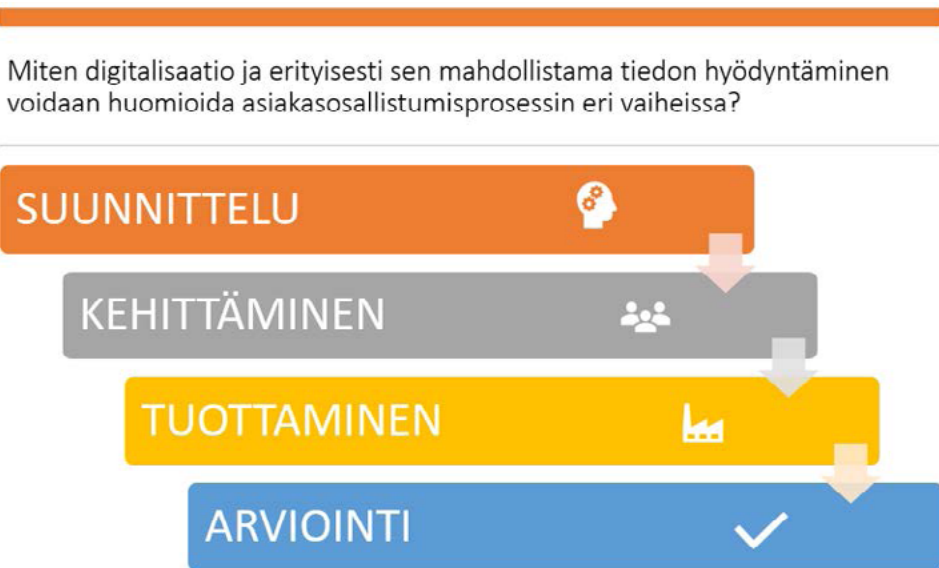 Miten digitalisaatio ja erityisesti sen mahdollistama tiedon hyödyntäminen
voidaan huomioida asiakasosallistumisprosessin eri vaiheissa?
SUUNNITTELU
KEHITTÄMINEN
TUOTTAMINEN
ARVIOINTI